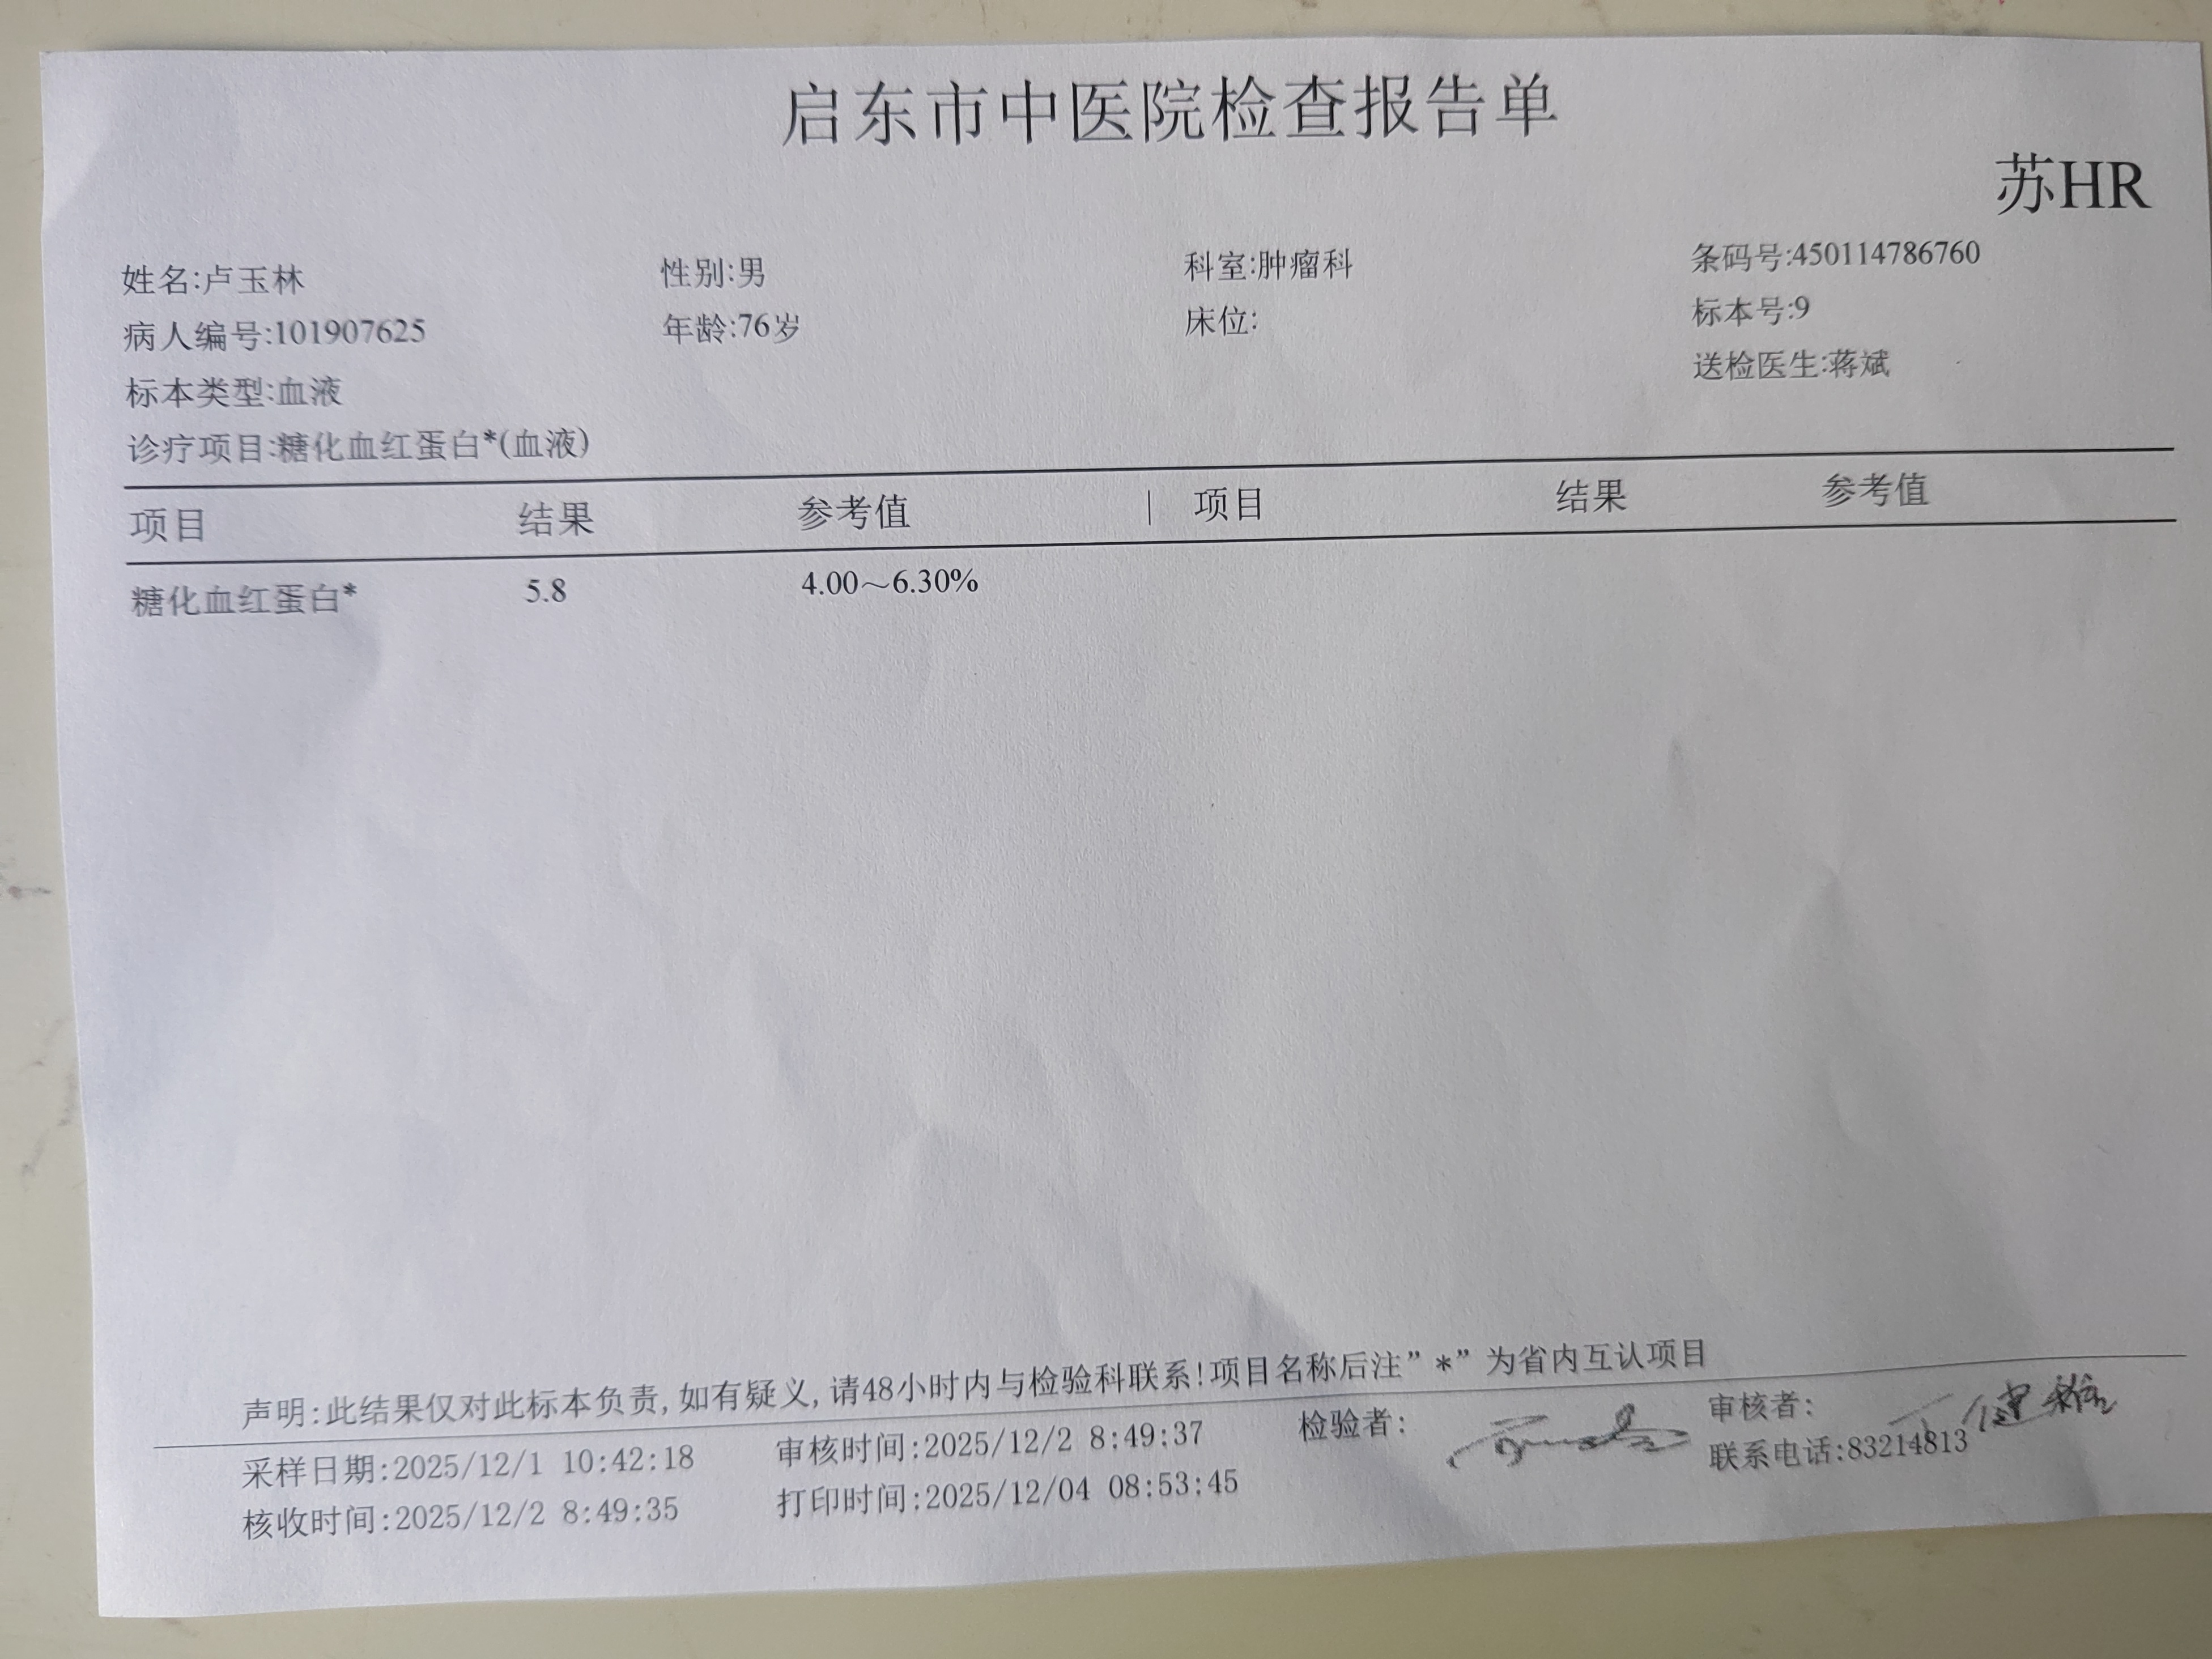 启东市中医院检查报告单
苏HR
姓名:卢玉林 性别:男 科室:肿瘤科 条码号:450114786760
病人编号:101907625 年龄:76岁 床位: 标本号:9
标本类型:血液 送检医生:蒋斌
诊疗项目:糖化血红蛋白*(血液)
项目 结果 参考值 | 项目 结果 参考值
糖化血红蛋白* 5.8 4.00～6.30%
声明:此结果仅对此标本负责,如有疑义,请48小时内与检验科联系!项目名称后注”*”为省内互认项目
采样日期:2025/12/1 10:42:18 审核时间:2025/12/2 8:49:37 检验者: 审核者:
核收时间:2025/12/2 8:49:35 打印时间:2025/12/04 08:53:45 联系电话:83214813